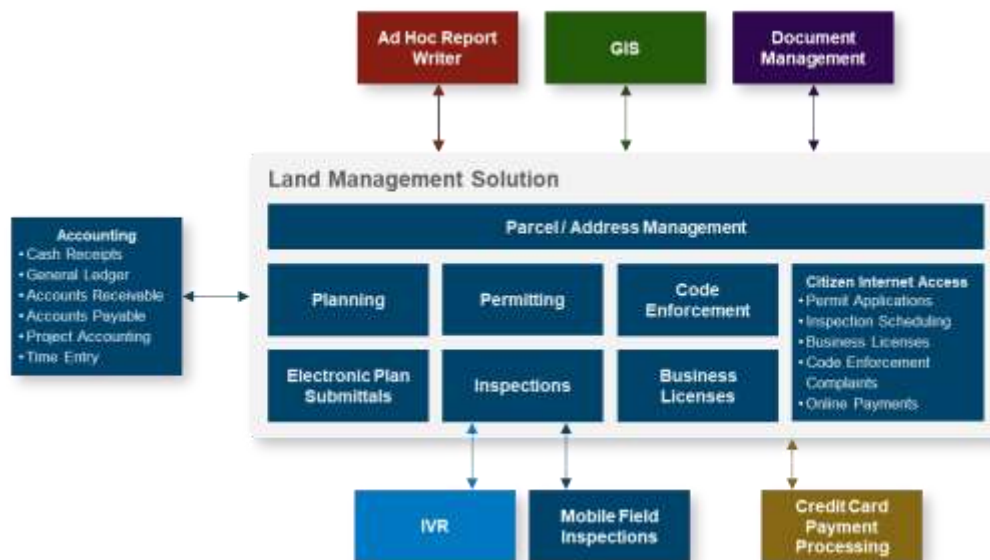 Ad Hoc Report
Writer
GIS
Document
Management
Land Management Solution
Parcel / Address Management
Accounting
• Cash Receipts
• General Ledger
• Accounts Receivable
• Accounts Payable
• Project Accounting
• Time Entry
Planning
Permitting
Code
Enforcement
Citizen Internet Access
• Permit Applications
• Inspection Scheduling
• Business Licenses
• Code Enforcement
Complaints
• Online Payments
Electronic Plan
Submittals
Inspections
Business
Licenses
IVR
Mobile Field
Inspections
Credit Card
Payment
Processing